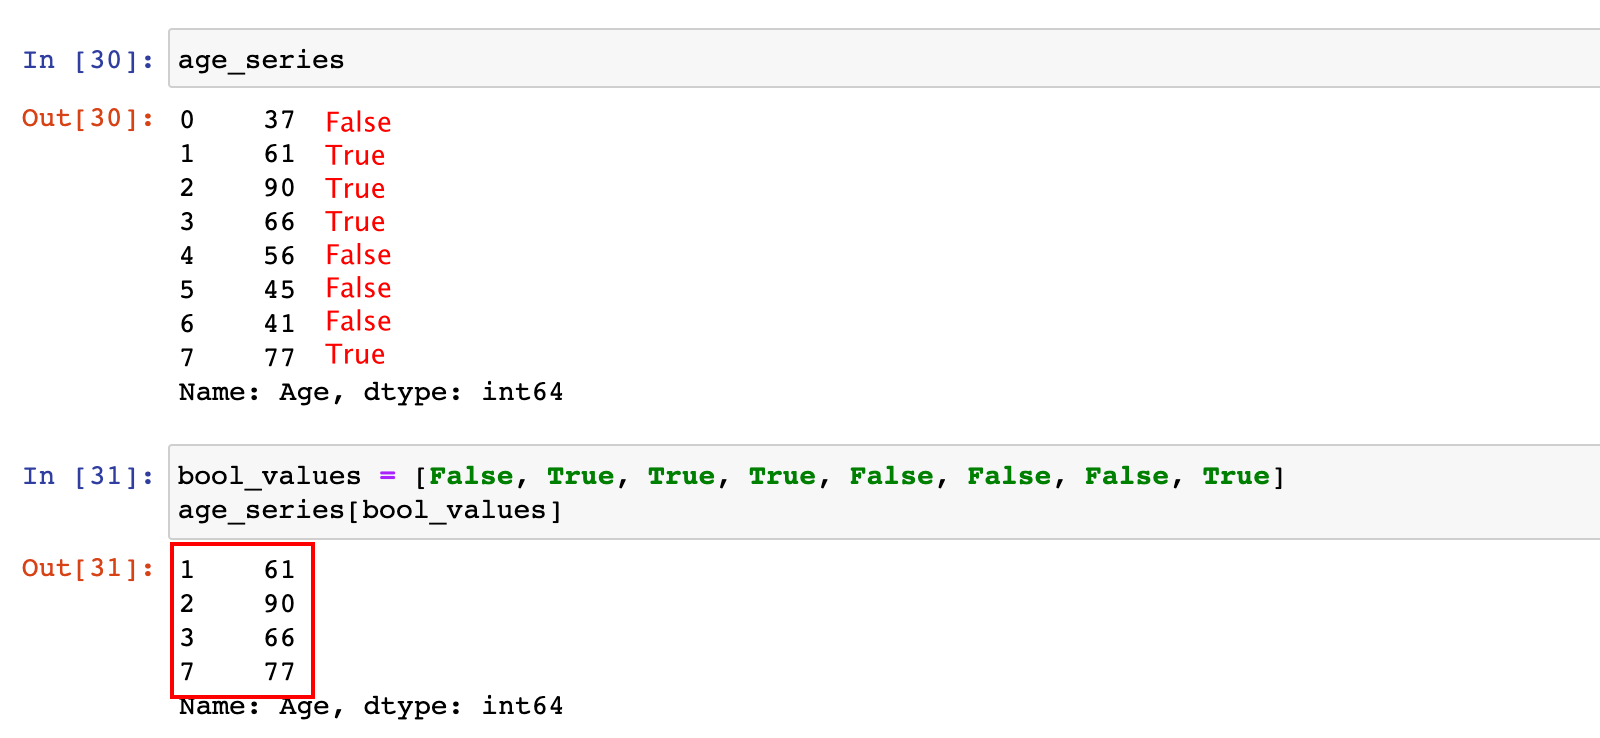 In [30]: age_series
Out[30]: 0 37 False
1 61 True
2 90 True
3 66 True
4 56 False
5 45 False
6 41 False
7 77 True
Name: Age, dtype: int64
In [31]: bool_values = [False, True, True, True, False, False, False, True]
age_series[bool_values]
Out[31]: 1 61
2 90
3 66
7 77
Name: Age, dtype: int64